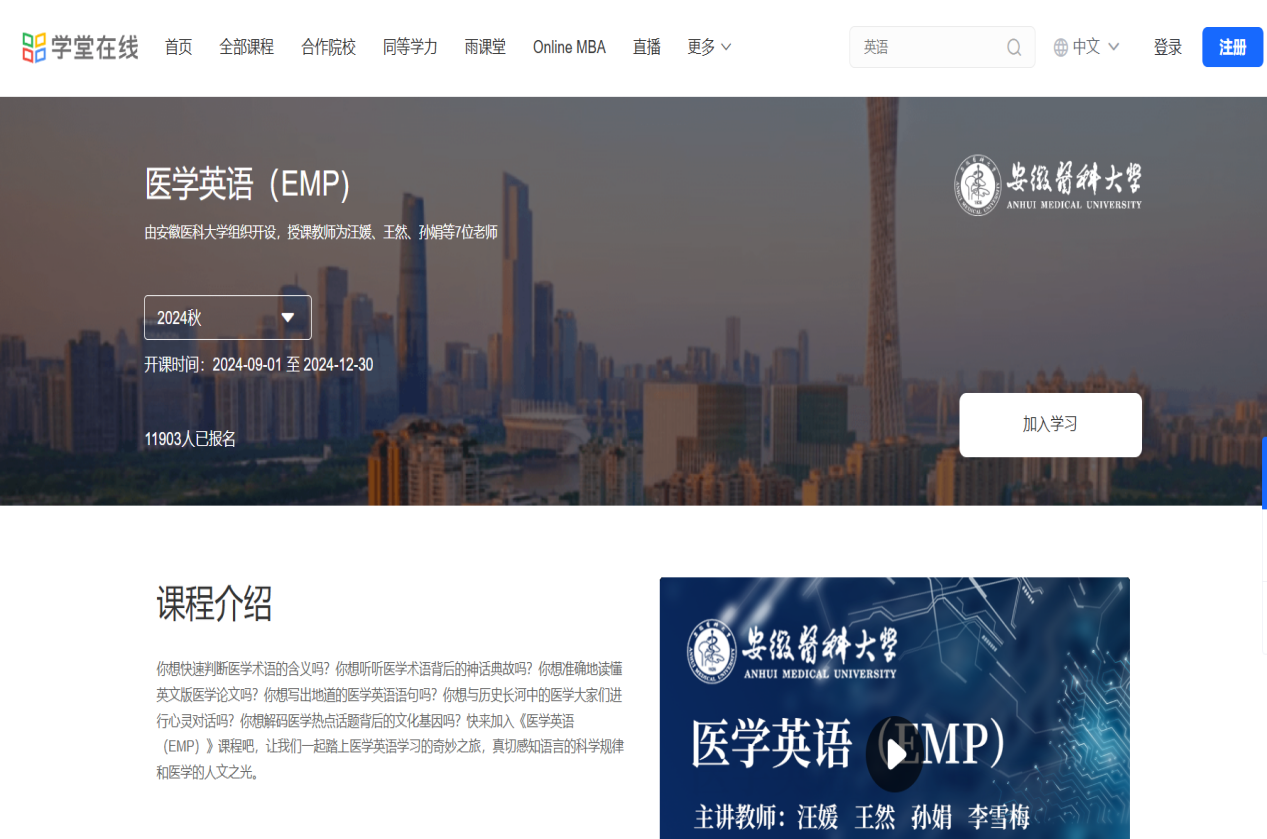 学堂在线 首页 全部课程 合作院校 同等学力 雨课堂 Online MBA 直播 更多 英语 中文 登录 注册
医学英语（EMP)
安徽医科大学
ANHUI MEDICAL UNIVERSITY
由安徽医科大学组织开设，授课教师为汪媛、王然、孙娟等7位老师
2024秋
开课时间：2024-09-01 至 2024-12-30
加入学习
11903人已报名
课程介绍
你想快速判断医学术语的含义吗？你想听听医学术语背后的神话典故吗？你想准确地读懂
英文版医学论文吗？你想写出地道的医学英语语句吗？你想与历史长河中的医学大家们进
行心灵对话吗？你想解码医学热点话题背后的文化基因吗？快来加入《医学英语
（EMP）》课程吧，让我们一起踏上医学英语学习的奇妙之旅，真切感知语言的科学规律
和医学的人文之光。
安徽医科大学
ANHUI MEDICAL UNIVERSITY
医学英语（EMP）
主讲教师：汪媛 王然 孙娟 李雪梅